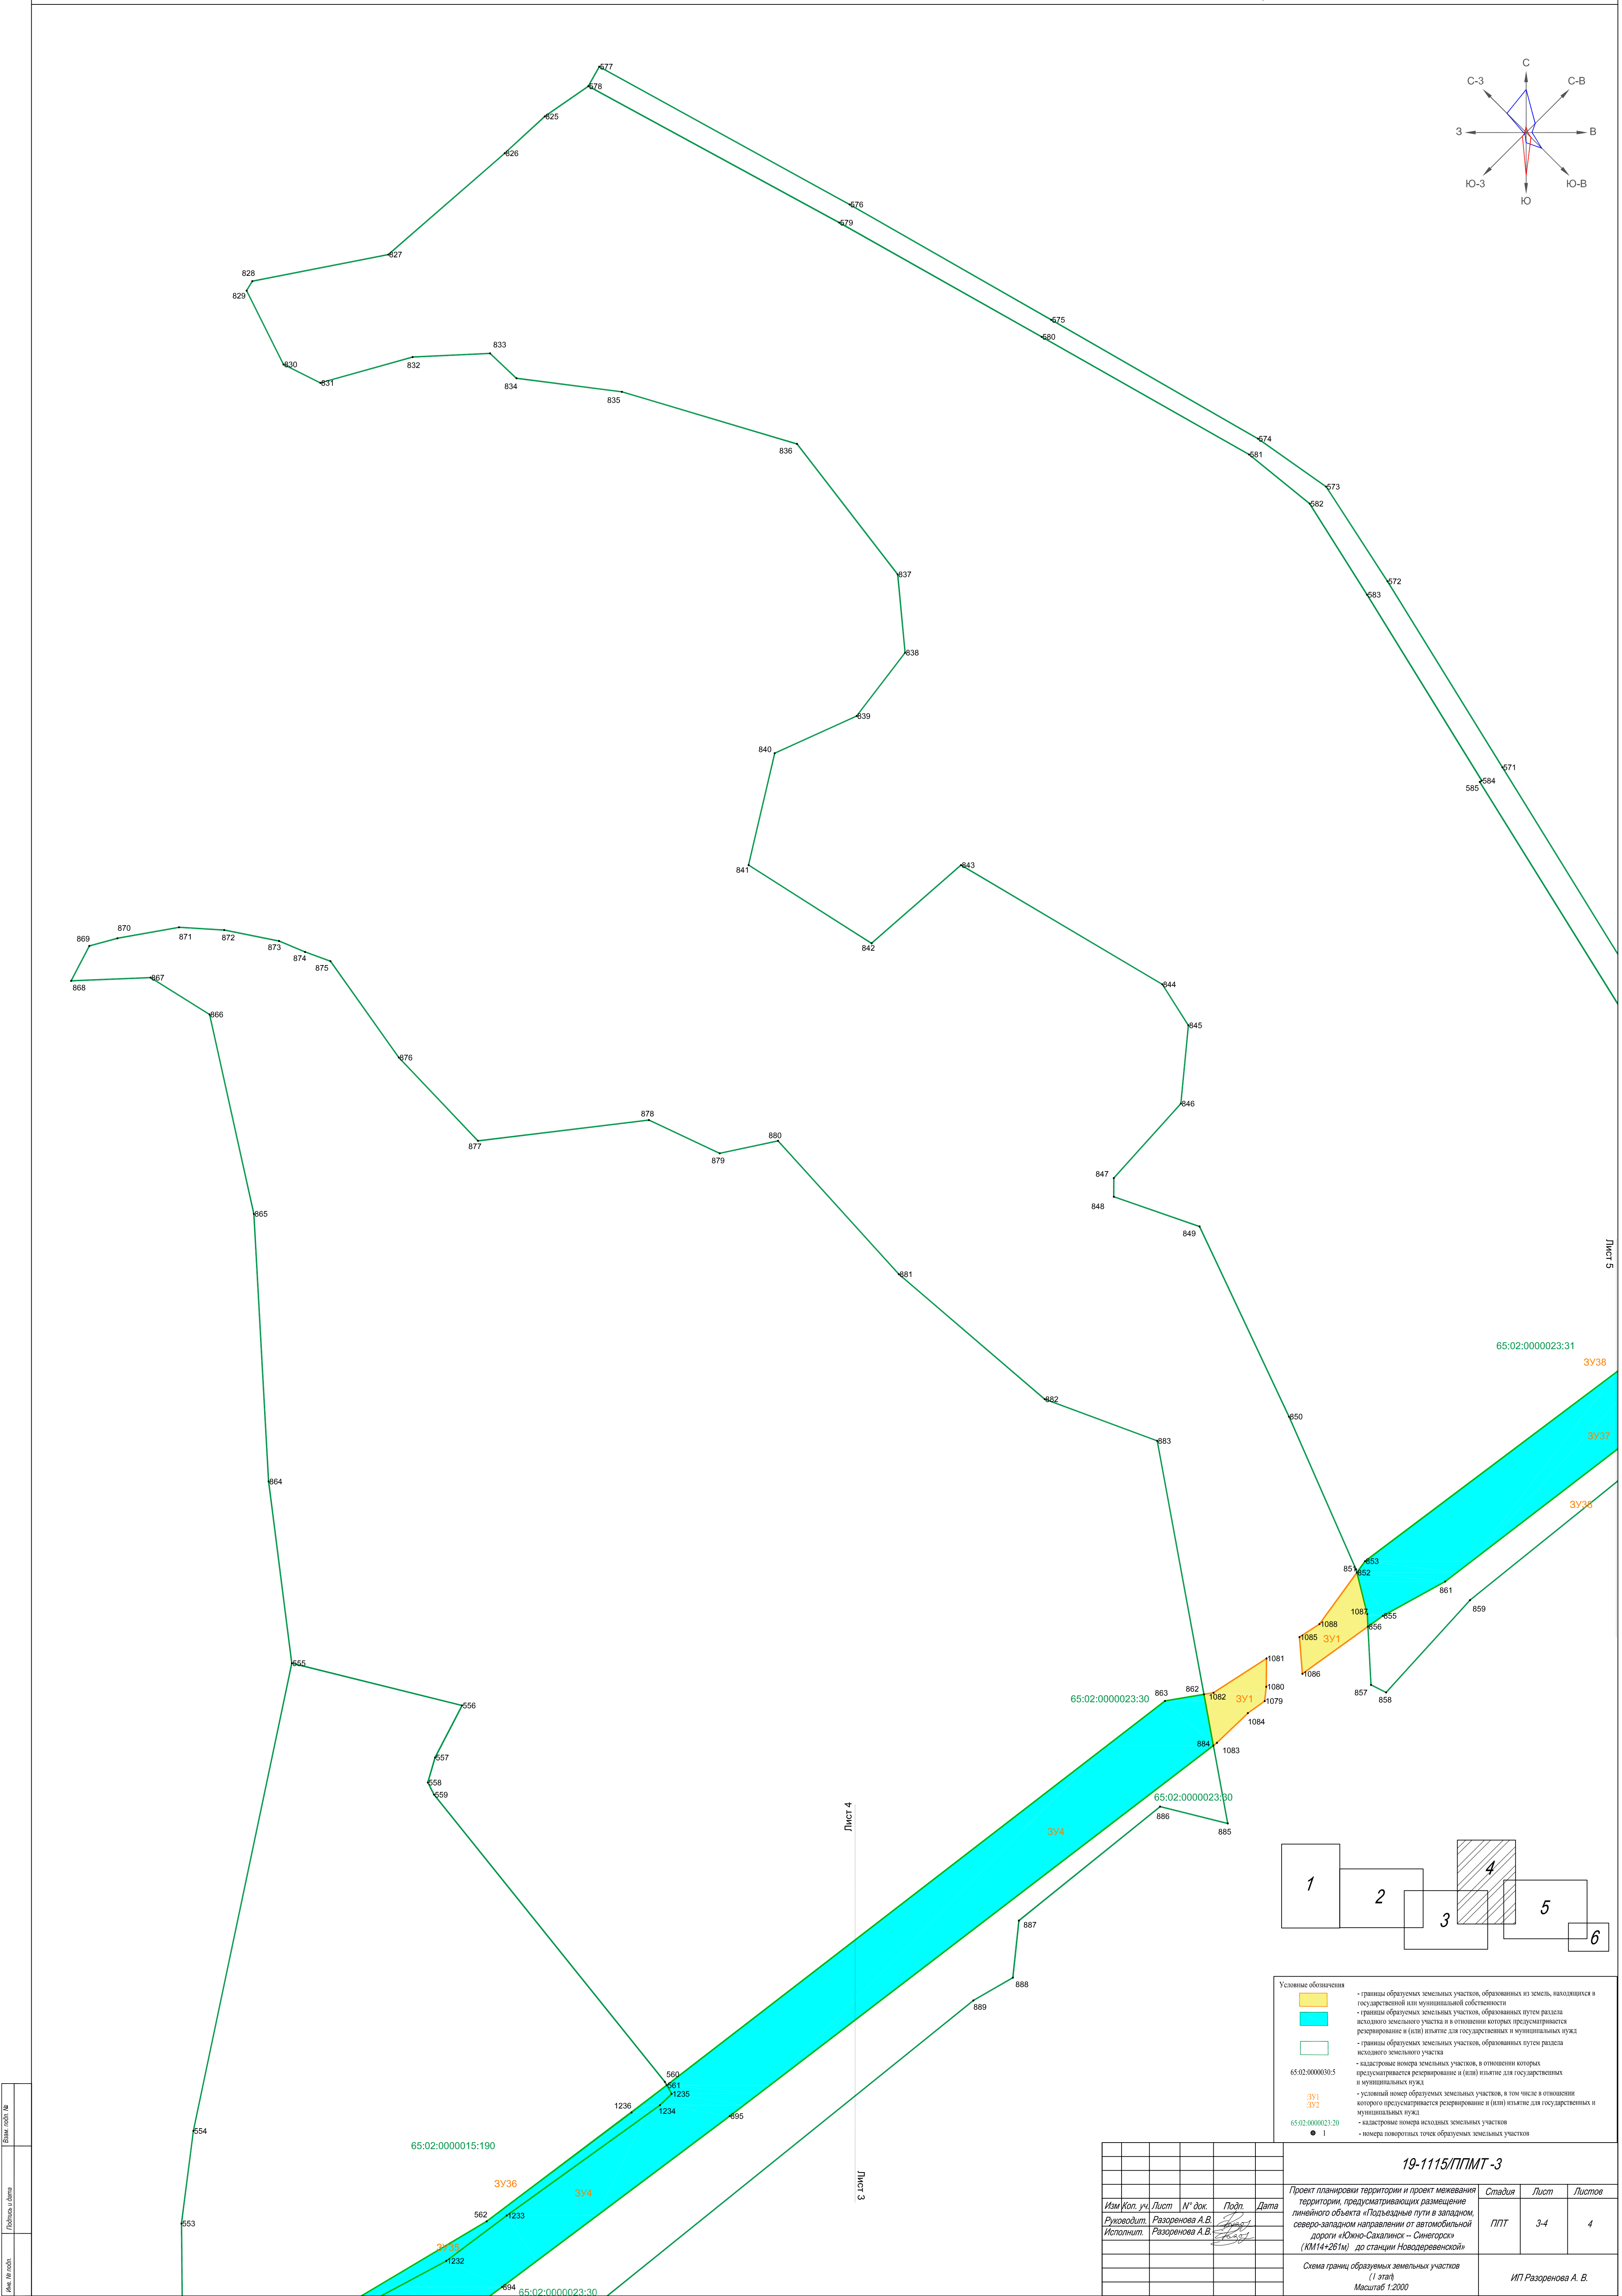 С
С-З
С-В
З
В
Ю-З
Ю-В
Ю
577
578
825
826
576
579
827
828
829
575
580
833
830
832
831
834
835
574
836
581
573
582
837
572
583
838
839
840
571
584
585
843
841
842
870
869
871
872
873
874
875
867
868
844
866
845
876
846
878
880
877
879
847
848
865
849
Лист 5
881
65:02:0000023:31
ЗУ38
882
850
883
ЗУ37
864
ЗУ38
853
851
852
861
859
1087
855
1088
856
1085
ЗУ1
1081
555
1086
1080
857
858
862
863
65:02:0000023:30
1082
ЗУ1
1079
556
1084
884
1083
557
558
559
65:02:0000023:30
886
885
Лист 4
ЗУ4
887
888
889
1
2
3
4
5
6
560
561
1235
1236
1234
895
554
65:02:0000015:190
Лист 3
ЗУ36
ЗУ4
562
1233
553
ЗУ35
1232
894
65:02:0000023:30
Условные обозначения
- границы образуемых земельных участков, образованных из земель, находящихся в
государственной или муниципальной собственности
- границы образуемых земельных участков, образованных путем раздела
исходного земельного участка и в отношении которых предусматривается
резервирование и (или) изъятие для государственных и муниципальных нужд
- границы образуемых земельных участков, образованных путем раздела
исходного земельного участка
65:02:0000030:5
- кадастровые номера земельных участков, в отношении которых
предусматривается резервирование и (или) изъятие для государственных
и муниципальных нужд
:ЗУ1
:ЗУ2
- условный номер образуемых земельных участков, в том числе в отношении
которого предусматривается резервирование и (или) изъятие для государственных и
муниципальных нужд
65:02:0000023:20
- кадастровые номера исходных земельных участков
1
- номера поворотных точек образуемых земельных участков
19-1115/ППМТ -3
Изм Кол. уч. Лист N° док. Подп. Дата
Руководит. Разоренова А.В.
Исполнит. Разоренова А.В.
Проект планировки территории и проект межевания
территории, предусматривающих размещение
линейного объекта «Подъездные пути в западном,
северо-западном направлении от автомобильной
дороги «Южно-Сахалинск -- Синегорск»
(КМ14+261м) до станции Новодеревенской»
Стадия Лист Листов
ППТ 3-4 4
Схема границ образуемых земельных участков
(I этап)
Масштаб 1:2000
ИП Разоренова А. В.
Взам. подп. №
Подпись и дата
Инв. № подл.